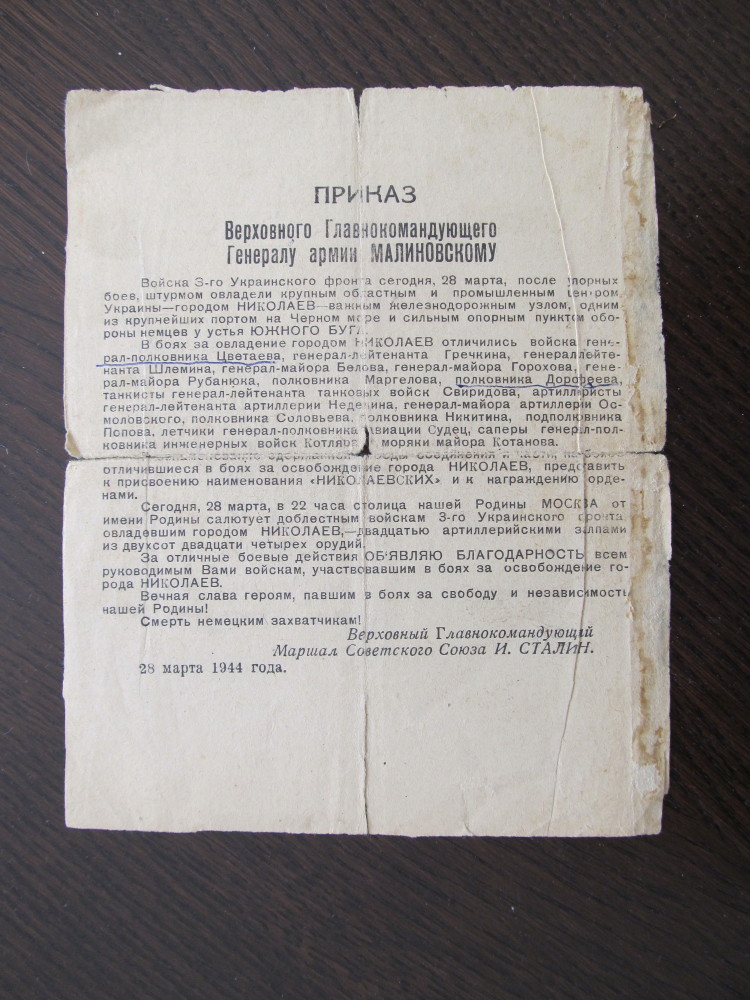 ПРИКАЗ
Верховного Главнокомандующего
Генералу армии МАЛИНОВСКОМУ
Войска 3-го Украинского фронта сегодня, 28 марта, после упорных
боев, штурмом овладели крупным областным и промышленным центром
Украины—городом НИКОЛАЕВ—важным железнодорожным узлом, одним
из крупнейших портом на Черном море и сильным опорным пунктом обо-
роны немцев у устья ЮЖНОГО БУГА.
В боях за овладение городом НИКОЛАЕВ отличились войска гене-
рал-полковника Цветаева, генерал-лейтенанта Гречкина, генераллейте-
нанта Шлемина, генерал-майора Белова, генерал-майора Горохова, гене-
рал-майора Рубанюка, полковника Маргелова, полковника Дорофеева,
танкисты генерал-лейтенанта танковых войск Свиридова, артиллеристы
генерал-лейтенанта артиллерии Неделина, генерал-майора артиллерии Ос-
моловского, полковника Соловьева, полковника Никитина, подполковника
Попова, летчики генерал-полковника авиации Судец, саперы генерал-пол-
ковника инженерных войск Котляра и моряки майора Котанова.
одержанной победы соединения и части, наиболее
отличившиеся в боях за освобождение города НИКОЛАЕВ, представить
к присвоению наименования «НИКОЛАЕВСКИХ» и к награждению орде-
нами.
Сегодня, 28 марта, в 22 часа столица нашей Родины МОСКВА от
имени Родины салютует доблестным войскам 3-го Украинского фронта,
овладевшим городом НИКОЛАЕВ,—двадцатью артиллерийскими залпами
из двухсот двадцати четырех орудий.
За отличные боевые действия ОБ'ЯВЛЯЮ БЛАГОДАРНОСТЬ всем
руководимым Вами войскам, участвовавшим в боях за освобождение го-
рода НИКОЛАЕВ.
Вечная слава героям, павшим в боях за свободу и независимость
нашей Родины!
Смерть немецким захватчикам!
Верховный Главнокомандующий
Маршал Советского Союза И. СТАЛИН.
28 марта 1944 года.